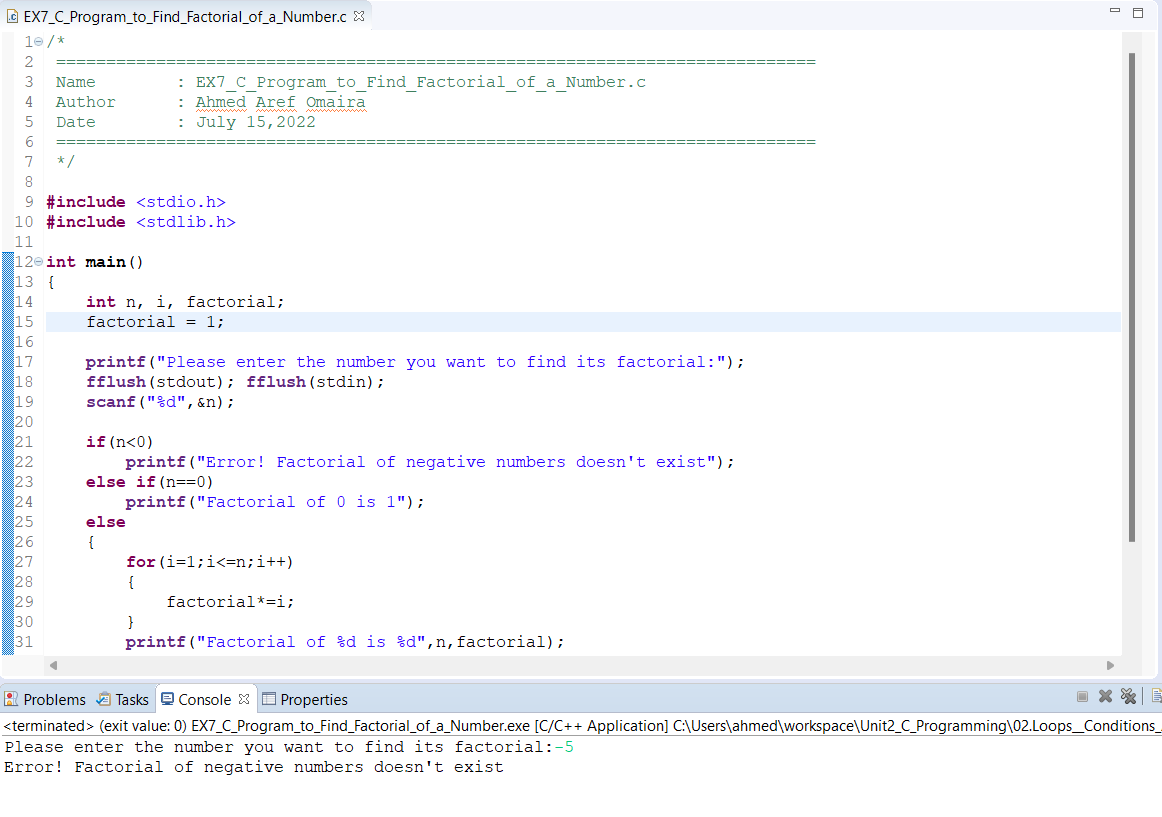 EX7_C_Program_to_Find_Factorial_of_a_Number.c
1 /*
2 ============================================================================
3 Name        : EX7_C_Program_to_Find_Factorial_of_a_Number.c
4 Author      : Ahmed Aref Omaira
5 Date        : July 15,2022
6 ============================================================================
7 */
8
9 #include <stdio.h>
10 #include <stdlib.h>
11
12 int main()
13 {
14     int n, i, factorial;
15     factorial = 1;
16
17     printf("Please enter the number you want to find its factorial:");
18     fflush(stdout); fflush(stdin);
19     scanf("%d",&n);
20
21     if(n<0)
22         printf("Error! Factorial of negative numbers doesn't exist");
23     else if(n==0)
24         printf("Factorial of 0 is 1");
25     else
26     {
27         for(i=1;i<=n;i++)
28         {
29             factorial*=i;
30         }
31         printf("Factorial of %d is %d",n,factorial);
Problems Tasks Console Properties
<terminated> (exit value: 0) EX7_C_Program_to_Find_Factorial_of_a_Number.exe [C/C++ Application] C:\Users\ahmed\workspace\Unit2_C_Programming\02.Loops__Conditions_
Please enter the number you want to find its factorial:-5
Error! Factorial of negative numbers doesn't exist